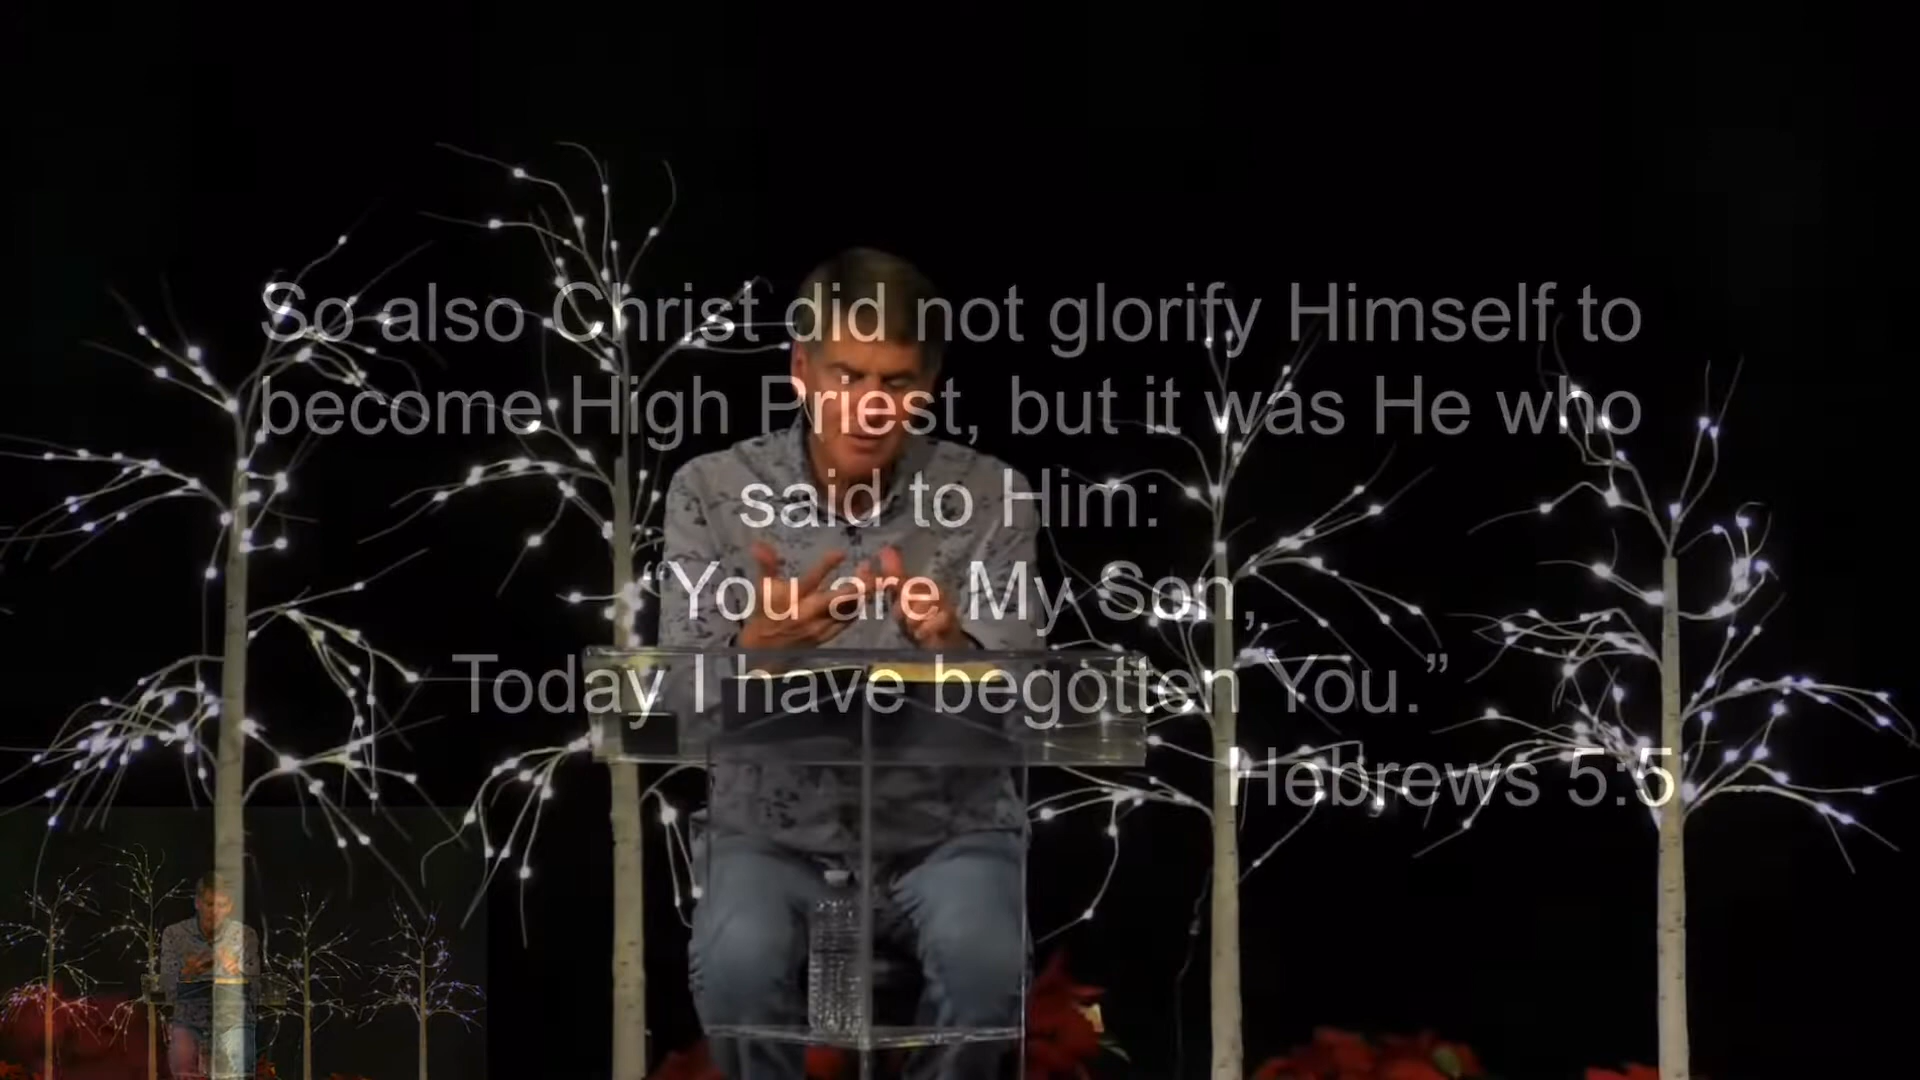 So also Christ did not glorify Himself to
become High Priest, but it was He who
said to Him:
“You are My Son,
Today I have begotten You.”
Hebrews 5:5